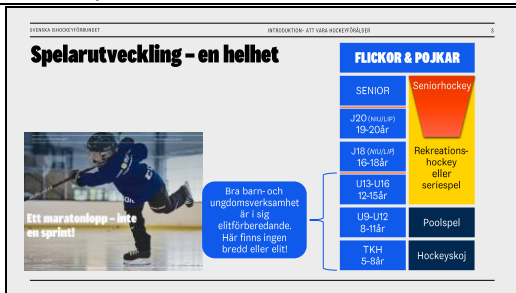 SVENSKA ISHOCKEYFÖRBUNDET
INTRODUKTION- ATT VARA HOCKEYFÖRÄLDER
3
Spelarutveckling – en helhet
FLICKOR & POJKAR
SENIOR
Seniorhockey
J20 (NIU/LIP)
19-20år
J18 (NIU/LIP)
16-18år
Rekreations-
hockey
eller
seriespel
U13-U16
12-15år
U9-U12
8-11år
Poolspel
TKH
5-8år
Hockeyskoj
Bra barn- och
ungdomsverksamhet
är i sig
elitförberedande.
Här finns ingen
bredd eller elit!
Ett maratonlopp – inte
en sprint!